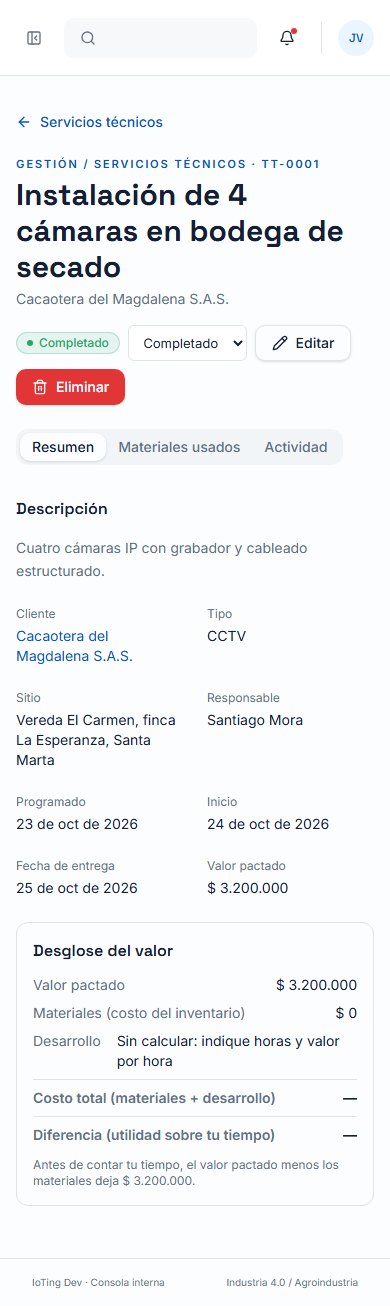 JV
Servicios técnicos
GESTIÓN / SERVICIOS TÉCNICOS · TT-0001
Instalación de 4
cámaras en bodega de
secado
Cacaotera del Magdalena S.A.S.
Completado
Completado
Editar
Eliminar
Resumen
Materiales usados
Actividad
Descripción
Cuatro cámaras IP con grabador y cableado
estructurado.
Cliente
Cacaotera del
Magdalena S.A.S.
Tipo
CCTV
Sitio
Vereda El Carmen, finca
La Esperanza, Santa
Marta
Responsable
Santiago Mora
Programado
23 de oct de 2026
Inicio
24 de oct de 2026
Fecha de entrega
25 de oct de 2026
Valor pactado
$ 3.200.000
Desglose del valor
Valor pactado $ 3.200.000
Materiales (costo del inventario) $ 0
Desarrollo Sin calcular: indique horas y valor
por hora
Costo total (materiales + desarrollo) —
Diferencia (utilidad sobre tu tiempo) —
Antes de contar tu tiempo, el valor pactado menos los
materiales deja $ 3.200.000.
IoTing Dev · Consola interna
Industria 4.0 / Agroindustria